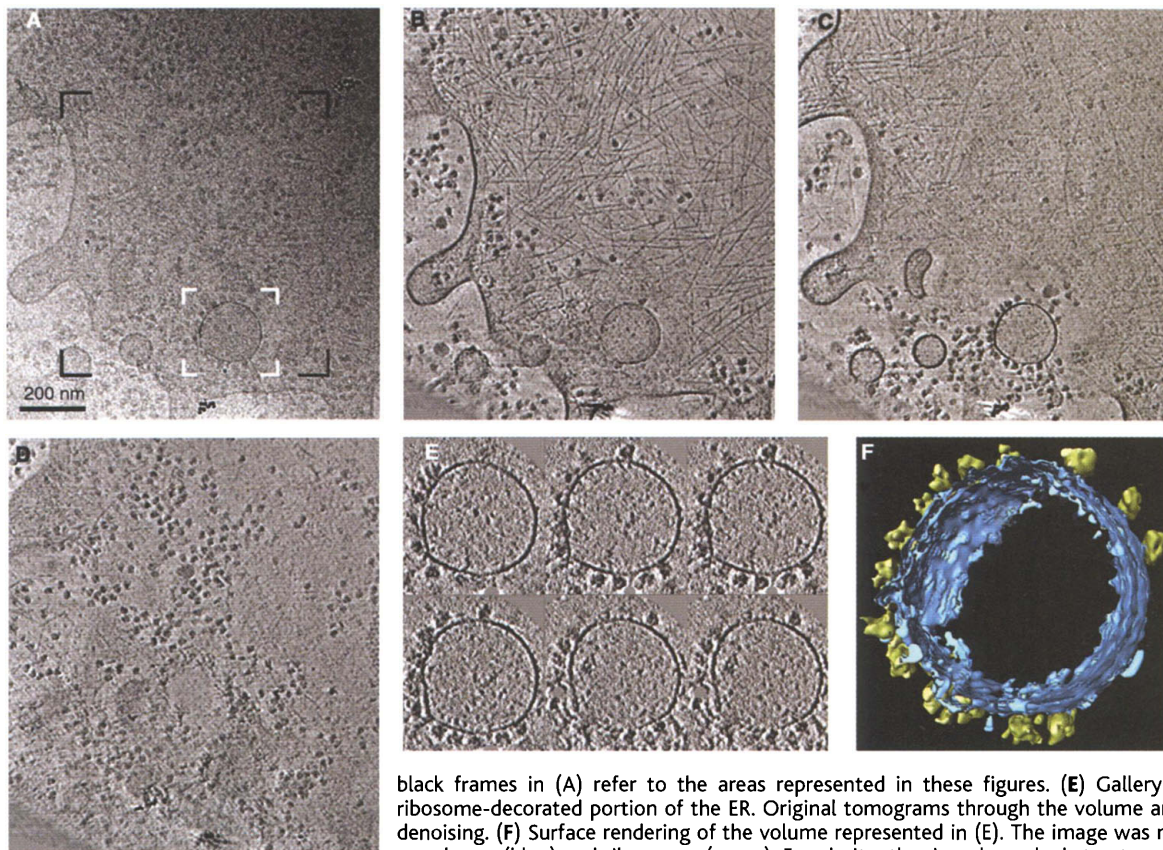 A
B
C
200 nm
D
E
F
black frames in (A) refer to the areas represented in these figures. (E) Gallery
ribosome-decorated portion of the ER. Original tomograms through the volume
denoising. (F) Surface rendering of the volume represented in (E). The image was